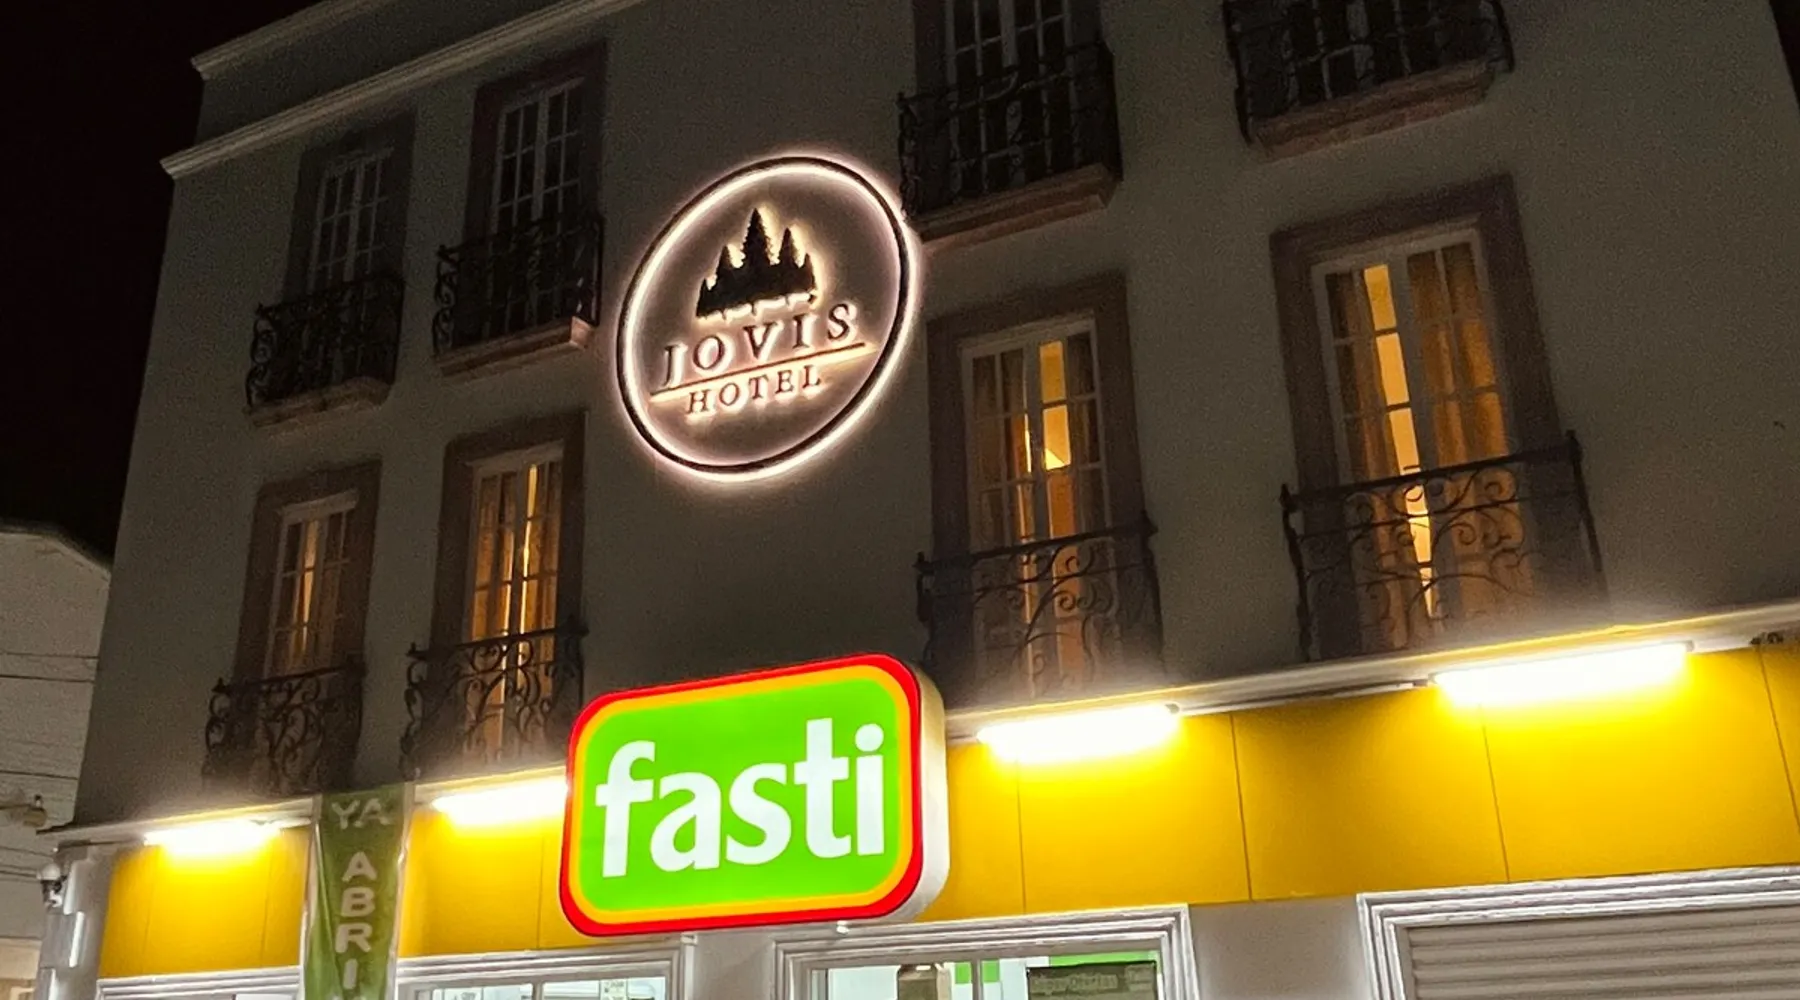 JOVIS
HOTEL
fasti
YA
ABRI